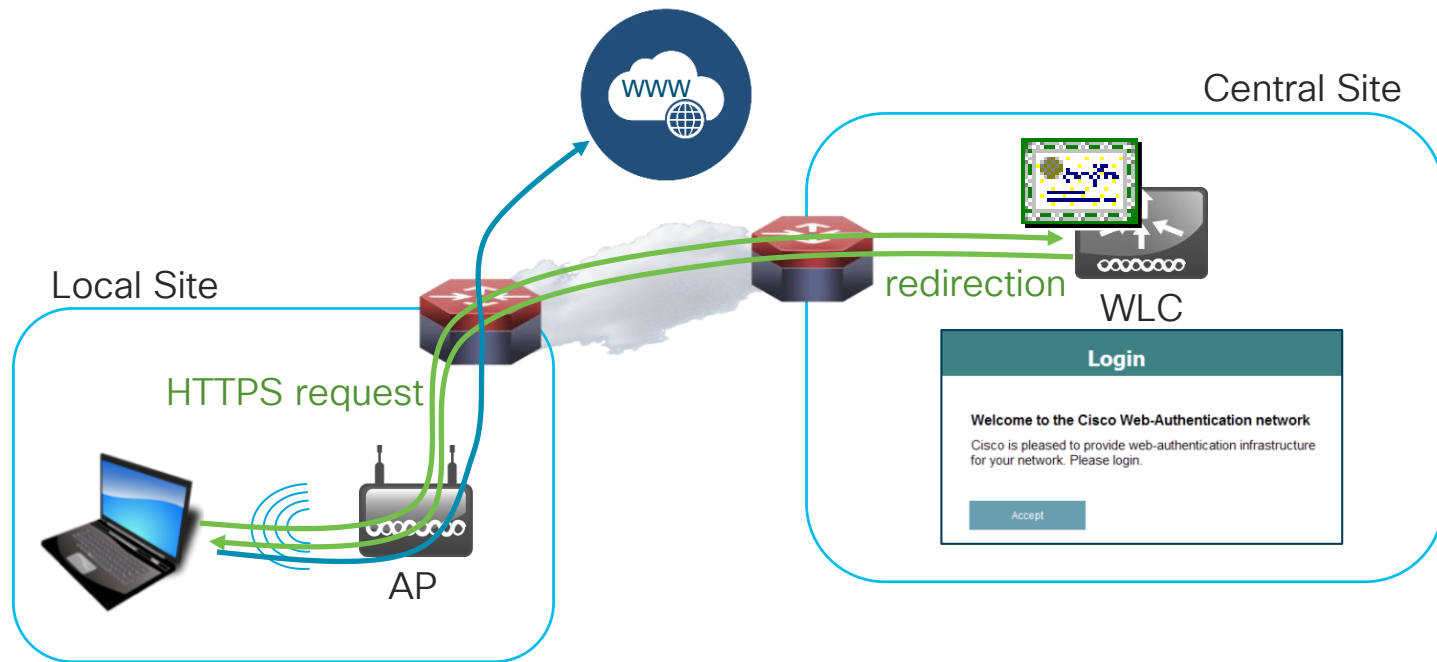 www
Central Site
Local Site
redirection
WLC
HTTPS request
Login
Welcome to the Cisco Web-Authentication network
Cisco is pleased to provide web-authentication infrastructure
for your network. Please login.
Accept
AP